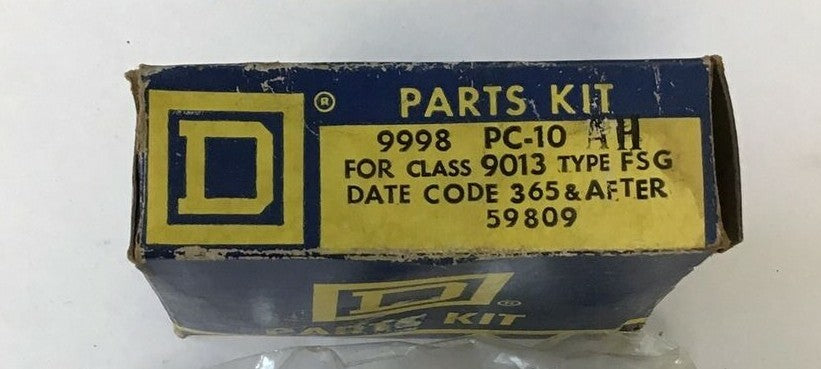 D ®
PARTS KIT
9998 PC-10 AH
FOR CLASS 9013 TYPE FSG
DATE CODE 365 & AFTER
59809
D ®
PARTS KIT